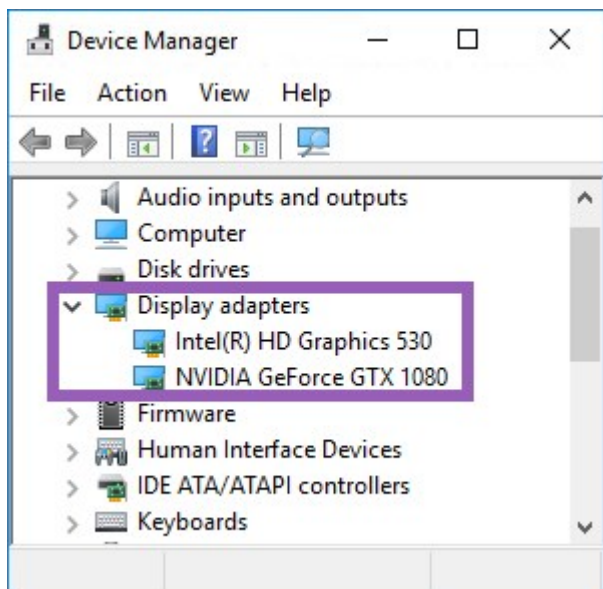 Device Manager
File Action View Help
Audio inputs and outputs
Computer
Disk drives
Display adapters
Intel(R) HD Graphics 530
NVIDIA GeForce GTX 1080
Firmware
Human Interface Devices
IDE ATA/ATAPI controllers
Keyboards